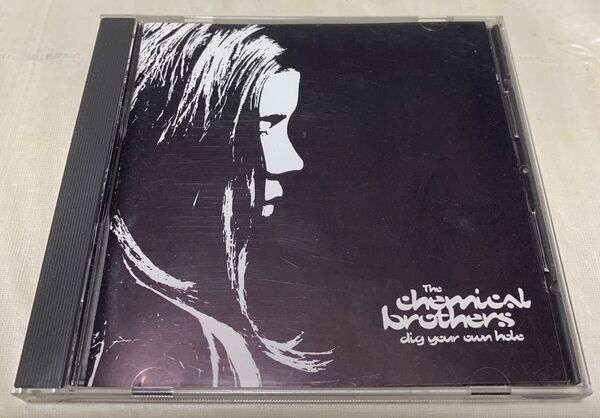 The
chemical
brothers
dig your own hole